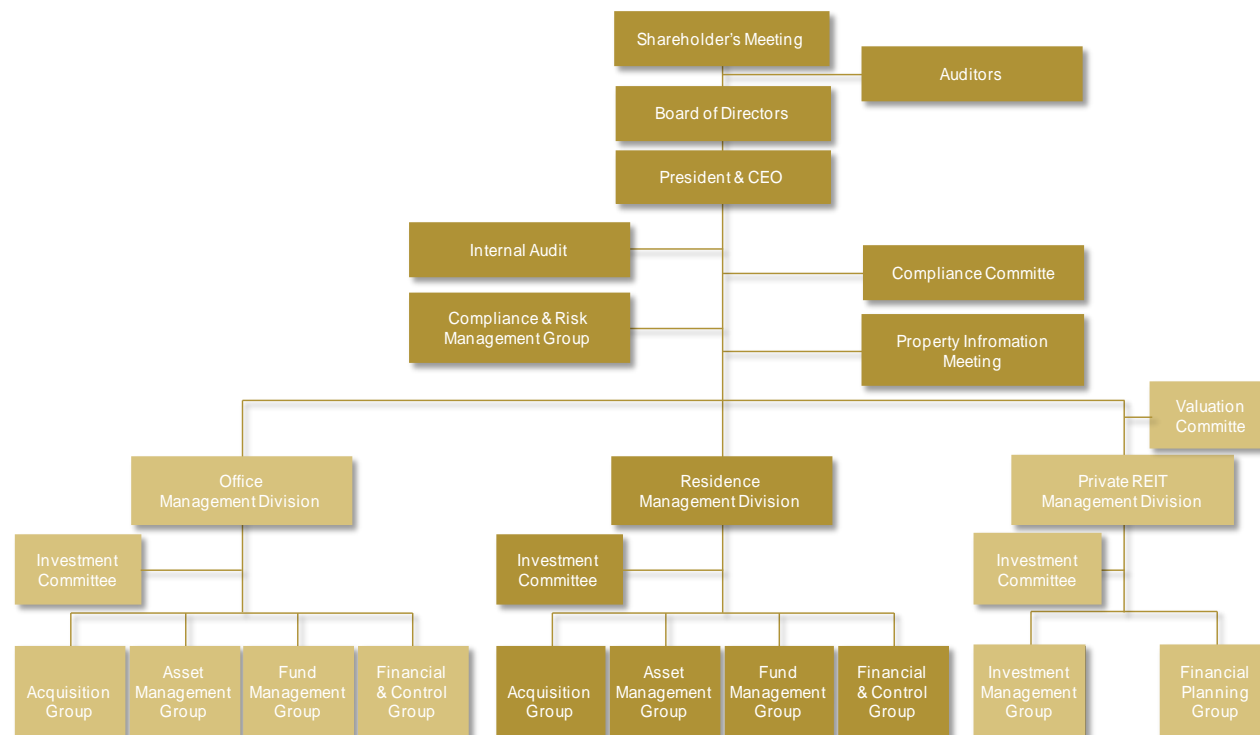 Shareholder's Meeting
Auditors
Board of Directors
President & CEO
Internal Audit
Compliance Committe
Compliance & Risk
Management Group
Property Infromation
Meeting
Valuation
Committe
Office
Management Division
Residence
Management Division
Private REIT
Management Division
Investment
Committee
Investment
Committee
Investment
Committee
Acquisition
Group
Asset
Management
Group
Fund
Management
Group
Financial
& Control
Group
Acquisition
Group
Asset
Management
Group
Fund
Management
Group
Financial
& Control
Group
Investment
Management
Group
Financial
Planning
Group